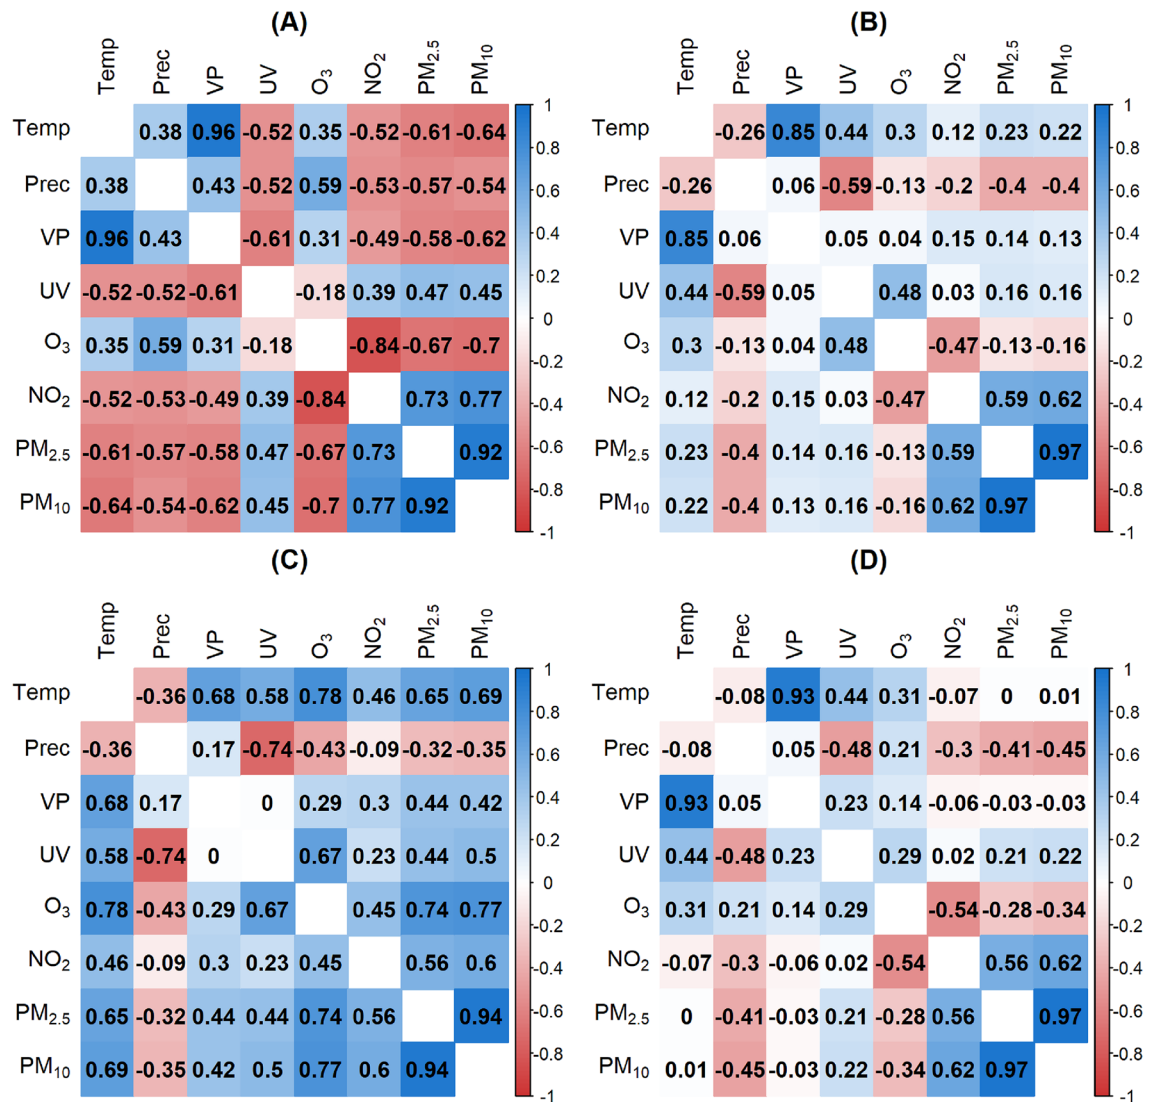 (A)
Temp Prec VP UV O3 NO2 PM2.5 PM10
Temp 0.38 0.96 -0.52 0.35 -0.52 -0.61 -0.64
Prec 0.38 0.43 -0.52 0.59 -0.53 -0.57 -0.54
VP 0.96 0.43 -0.61 0.31 -0.49 -0.58 -0.62
UV -0.52 -0.52 -0.61 -0.18 0.39 0.47 0.45
O3 0.35 0.59 0.31 -0.18 -0.84 -0.67 -0.7
NO2 -0.52 -0.53 -0.49 0.39 -0.84 0.73 0.77
PM2.5 -0.61 -0.57 -0.58 0.47 -0.67 0.73 0.92
PM10 -0.64 -0.54 -0.62 0.45 -0.7 0.77 0.92
1
0.8
0.6
0.4
0.2
0
-0.2
-0.4
-0.6
-0.8
-1
(B)
Temp Prec VP UV O3 NO2 PM2.5 PM10
Temp -0.26 0.85 0.44 0.3 0.12 0.23 0.22
Prec -0.26 0.06 -0.59 -0.13 -0.2 -0.4 -0.4
VP 0.85 0.06 0.05 0.04 0.15 0.14 0.13
UV 0.44 -0.59 0.05 0.48 0.03 0.16 0.16
O3 0.3 -0.13 0.04 0.48 -0.47 -0.13 -0.16
NO2 0.12 -0.2 0.15 0.03 -0.47 0.59 0.62
PM2.5 0.23 -0.4 0.14 0.16 -0.13 0.59 0.97
PM10 0.22 -0.4 0.13 0.16 -0.16 0.62 0.97
1
0.8
0.6
0.4
0.2
0
-0.2
-0.4
-0.6
-0.8
-1
(C)
Temp Prec VP UV O3 NO2 PM2.5 PM10
Temp -0.36 0.68 0.58 0.78 0.46 0.65 0.69
Prec -0.36 0.17 -0.74 -0.43 -0.09 -0.32 -0.35
VP 0.68 0.17 0 0.29 0.3 0.44 0.42
UV 0.58 -0.74 0 0.67 0.23 0.44 0.5
O3 0.78 -0.43 0.29 0.67 0.45 0.74 0.77
NO2 0.46 -0.09 0.3 0.23 0.45 0.56 0.6
PM2.5 0.65 -0.32 0.44 0.44 0.74 0.56 0.94
PM10 0.69 -0.35 0.42 0.5 0.77 0.6 0.94
1
0.8
0.6
0.4
0.2
0
-0.2
-0.4
-0.6
-0.8
-1
(D)
Temp Prec VP UV O3 NO2 PM2.5 PM10
Temp -0.08 0.93 0.44 0.31 -0.07 0 0.01
Prec -0.08 0.05 -0.48 0.21 -0.3 -0.41 -0.45
VP 0.93 0.05 0.23 0.14 -0.06 -0.03 -0.03
UV 0.44 -0.48 0.23 0.29 0.02 0.21 0.22
O3 0.31 0.21 0.14 0.29 -0.54 -0.28 -0.34
NO2 -0.07 -0.3 -0.06 0.02 -0.54 0.56 0.62
PM2.5 0 -0.41 -0.03 0.21 -0.28 0.56 0.97
PM10 0.01 -0.45 -0.03 0.22 -0.34 0.62 0.97
1
0.8
0.6
0.4
0.2
0
-0.2
-0.4
-0.6
-0.8
-1